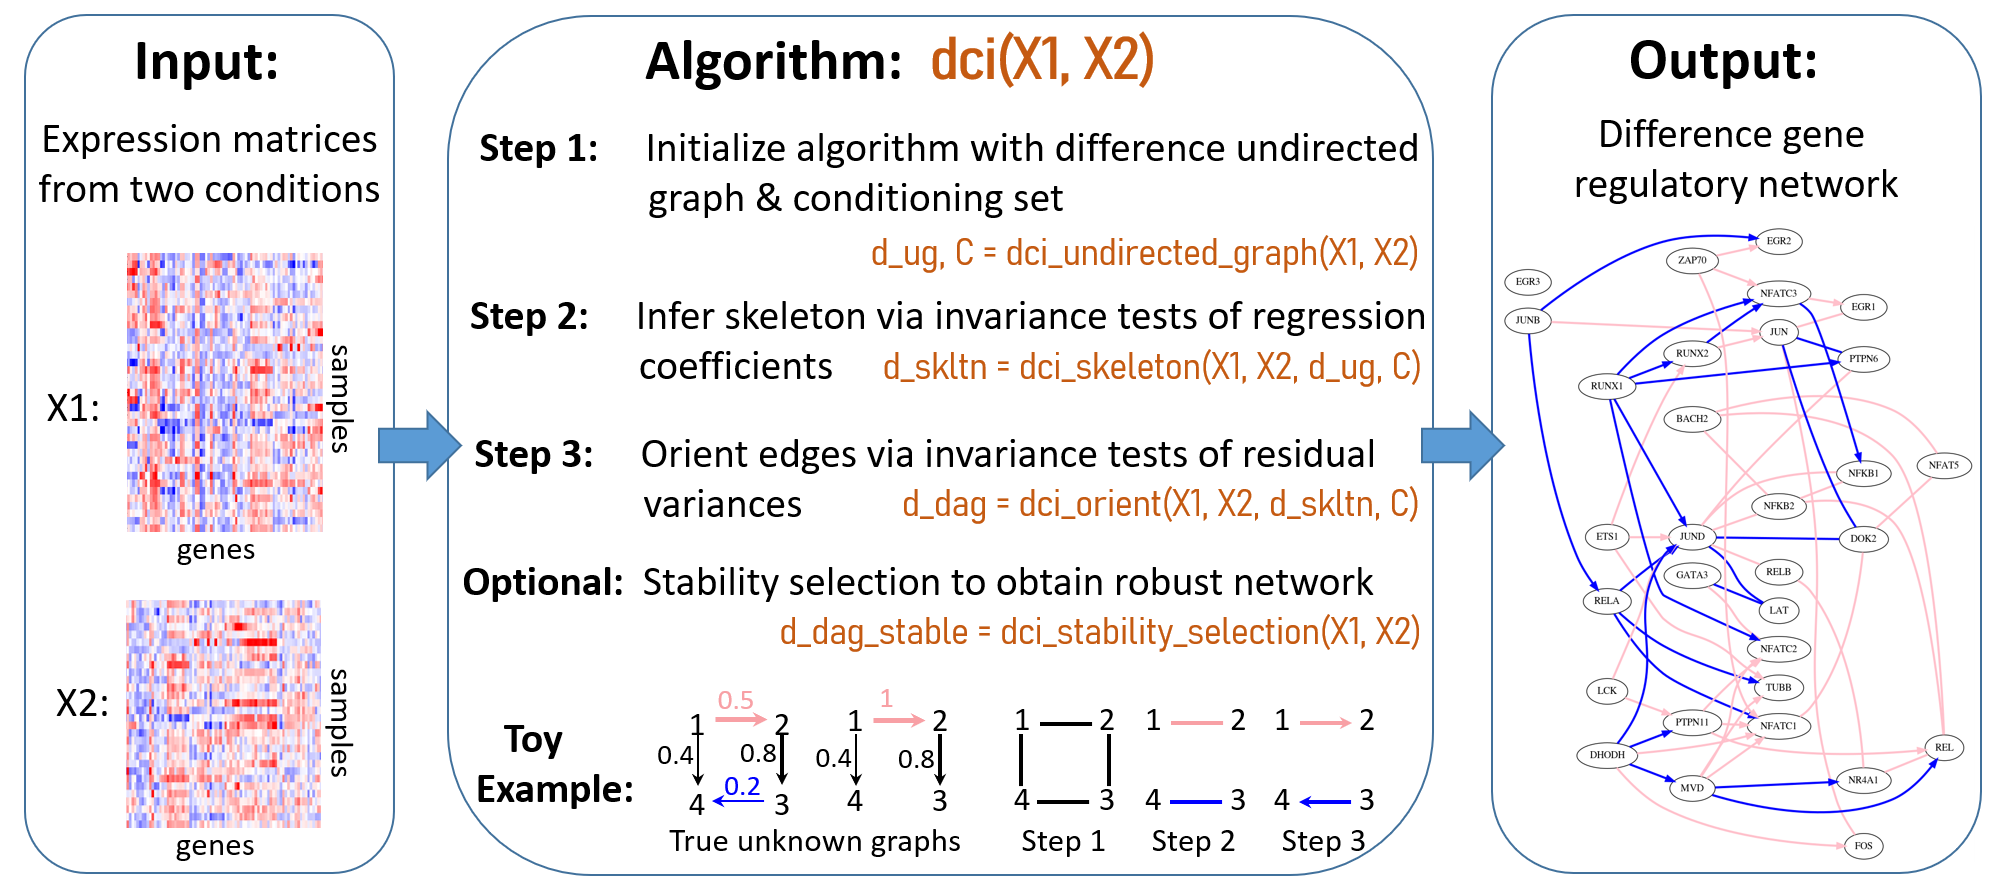 Input:
Expression matrices
from two conditions
X1:
samples
genes
X2:
samples
genes
Algorithm: dci(X1, X2)
Step 1: Initialize algorithm with difference undirected
graph & conditioning set
d_ug, C = dci_undirected_graph(X1, X2)
Step 2: Infer skeleton via invariance tests of regression
coefficients d_skltn = dci_skeleton(X1, X2, d_ug, C)
Step 3: Orient edges via invariance tests of residual
variances d_dag = dci_orient(X1, X2, d_skltn, C)
Optional: Stability selection to obtain robust network
d_dag_stable = dci_stability_selection(X1, X2)
Toy
Example:
0.5 1
1 2 1 2 1 2 1 2 1 2
0.4 0.8 0.4 0.8
0.2
4 3 4 3 4 3 4 3 4 3
True unknown graphs Step 1 Step 2 Step 3
Output:
Difference gene
regulatory network
EGR2
ZAP70
EGR3
NFATC3
EGR1
JUNB
JUN
RUNX2
PTPN6
RUNX1
BACH2
NFAT5
NFKB1
NFKB2
ETS1
JUND
DOK2
RELB
GATA3
RELA
LAT
NFATC2
TUBB
LCK
PTPN11
NFATC1
REL
DHODH
NR4A1
MVD
FOS